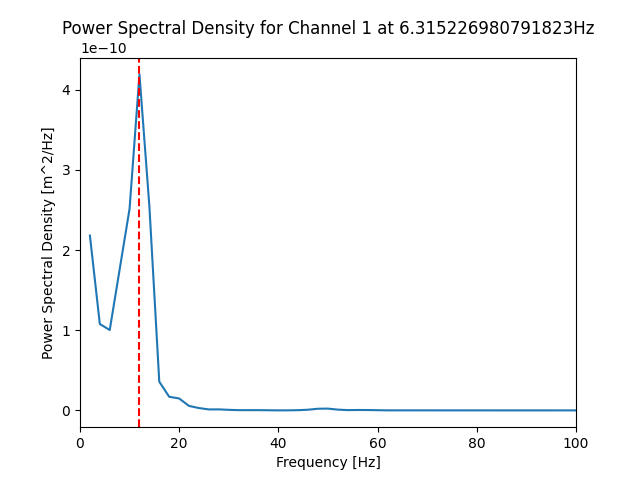 Power Spectral Density for Channel 1 at 6.315226980791823Hz
1e−10
4
3
2
1
0
Power Spectral Density [m^2/Hz]
0 20 40 60 80 100
Frequency [Hz]